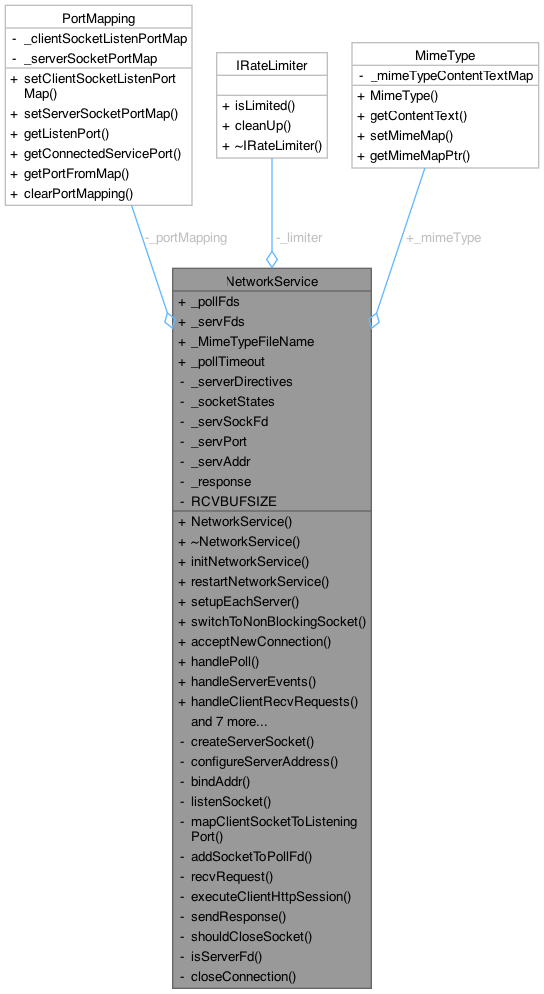 PortMapping
- _clientSocketListenPortMap
- _serverSocketPortMap
+ setClientSocketListenPort
Map()
+ setServerSocketPortMap()
+ getListenPort()
+ getConnectedServicePort()
+ getPortFromMap()
+ clearPortMapping()
IRateLimiter
+ isLimited()
+ cleanUp()
+ ~IRateLimiter()
MimeType
- _mimeTypeContentTextMap
+ MimeType()
+ getContentText()
+ setMimeMap()
+ getMimeMapPtr()
-_portMapping
-_limiter
+_mimeType
NetworkService
+ _pollFds
+ _servFds
+ _MimeTypeFileName
+ _pollTimeout
- _serverDirectives
- _socketStates
- _servSockFd
- _servPort
- _servAddr
- _response
- RCVBUFSIZE
+ NetworkService()
+ ~NetworkService()
+ initNetworkService()
+ restartNetworkService()
+ setupEachServer()
+ switchToNonBlockingSocket()
+ acceptNewConnection()
+ handlePoll()
+ handleServerEvents()
+ handleClientRecvRequests()
and 7 more...
- createServerSocket()
- configureServerAddress()
- bindAddr()
- listenSocket()
- mapClientSocketToListening
Port()
- addSocketToPollFd()
- recvRequest()
- executeClientHttpSession()
- sendResponse()
- shouldCloseSocket()
- isServerFd()
- closeConnection()